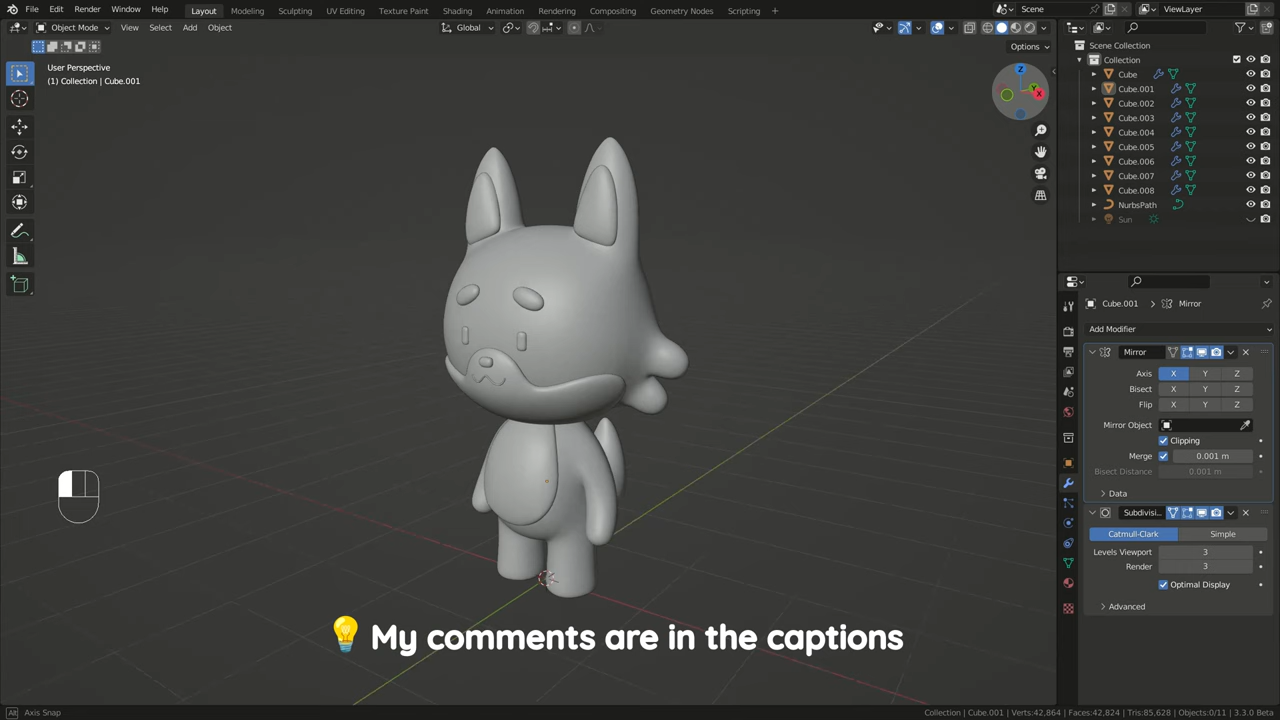 File Edit Render Window Help Layout Modeling Sculpting UV Editing Texture Paint Shading Animation Rendering Compositing Geometry Nodes Scripting + Scene ViewLayer
Object Mode View Select Add Object Global
Options
User Perspective
(1) Collection | Cube.001
Z
Y
X
Scene Collection
Collection
Cube
Cube.001
Cube.002
Cube.003
Cube.004
Cube.005
Cube.006
Cube.007
Cube.008
NurbsPath
Sun
Cube.001 > Mirror
Add Modifier
Mirror
Axis X Y Z
Bisect X Y Z
Flip X Y Z
Mirror Object
Clipping
Merge 0.001 m
Bisect Distance 0.001 m
Data
Subdivisi...
Catmull-Clark Simple
Levels Viewport 3
Render 3
Optimal Display
Advanced
My comments are in the captions
Alt Axis Snap
Collection | Cube.001 | Verts:42,864 | Faces:42,824 | Tris:85,628 | Objects:0/11 | 3.3.0 Beta